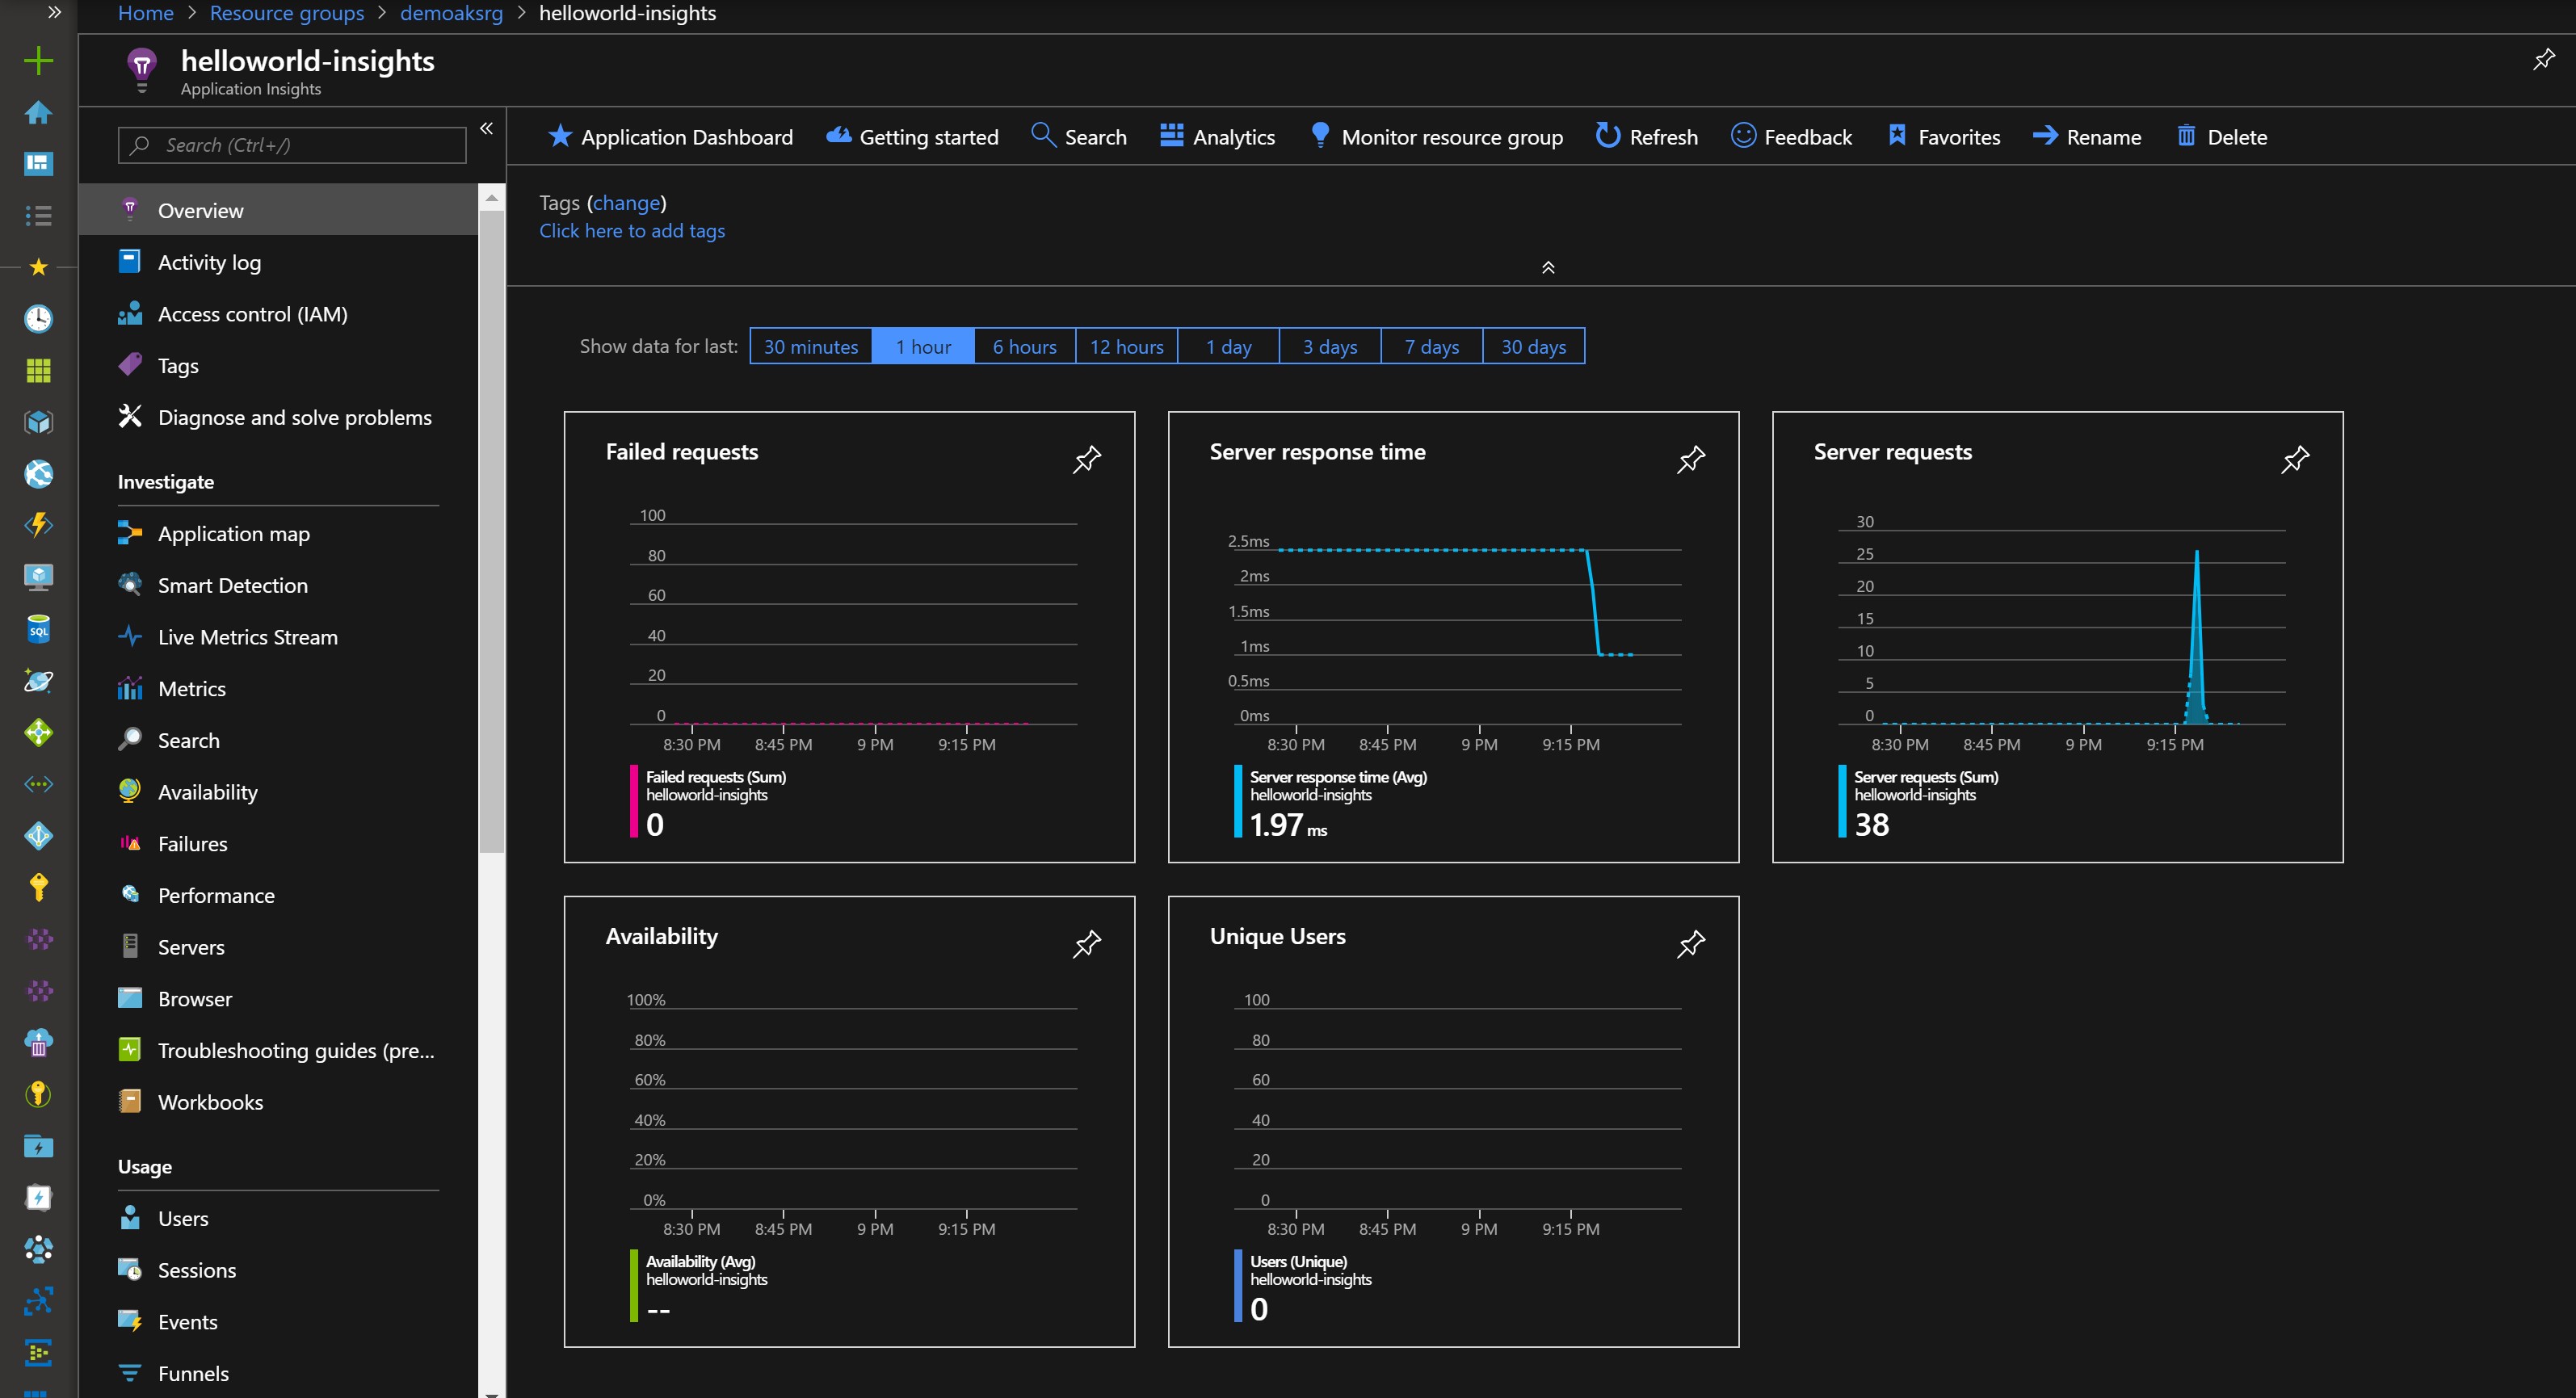 Home > Resource groups > demoaksrg > helloworld-insights
helloworld-insights
Application Insights
Search (Ctrl+/)
Overview
Activity log
Access control (IAM)
Tags
Diagnose and solve problems
Investigate
Application map
Smart Detection
Live Metrics Stream
Metrics
Search
Availability
Failures
Performance
Servers
Browser
Troubleshooting guides (pre...
Workbooks
Usage
Users
Sessions
Events
Funnels
SQL
Application Dashboard Getting started Search Analytics Monitor resource group Refresh Feedback Favorites Rename Delete
Tags (change)
Click here to add tags
Show data for last: 30 minutes 1 hour 6 hours 12 hours 1 day 3 days 7 days 30 days
Failed requests
100
80
60
40
20
0
8:30 PM 8:45 PM 9 PM 9:15 PM
Failed requests (Sum)
helloworld-insights
0
Server response time
2.5ms
2ms
1.5ms
1ms
0.5ms
0ms
8:30 PM 8:45 PM 9 PM 9:15 PM
Server response time (Avg)
helloworld-insights
1.97 ms
Server requests
30
25
20
15
10
5
0
8:30 PM 8:45 PM 9 PM 9:15 PM
Server requests (Sum)
helloworld-insights
38
Availability
100%
80%
60%
40%
20%
0%
8:30 PM 8:45 PM 9 PM 9:15 PM
Availability (Avg)
helloworld-insights
--
Unique Users
100
80
60
40
20
0
8:30 PM 8:45 PM 9 PM 9:15 PM
Users (Unique)
helloworld-insights
0